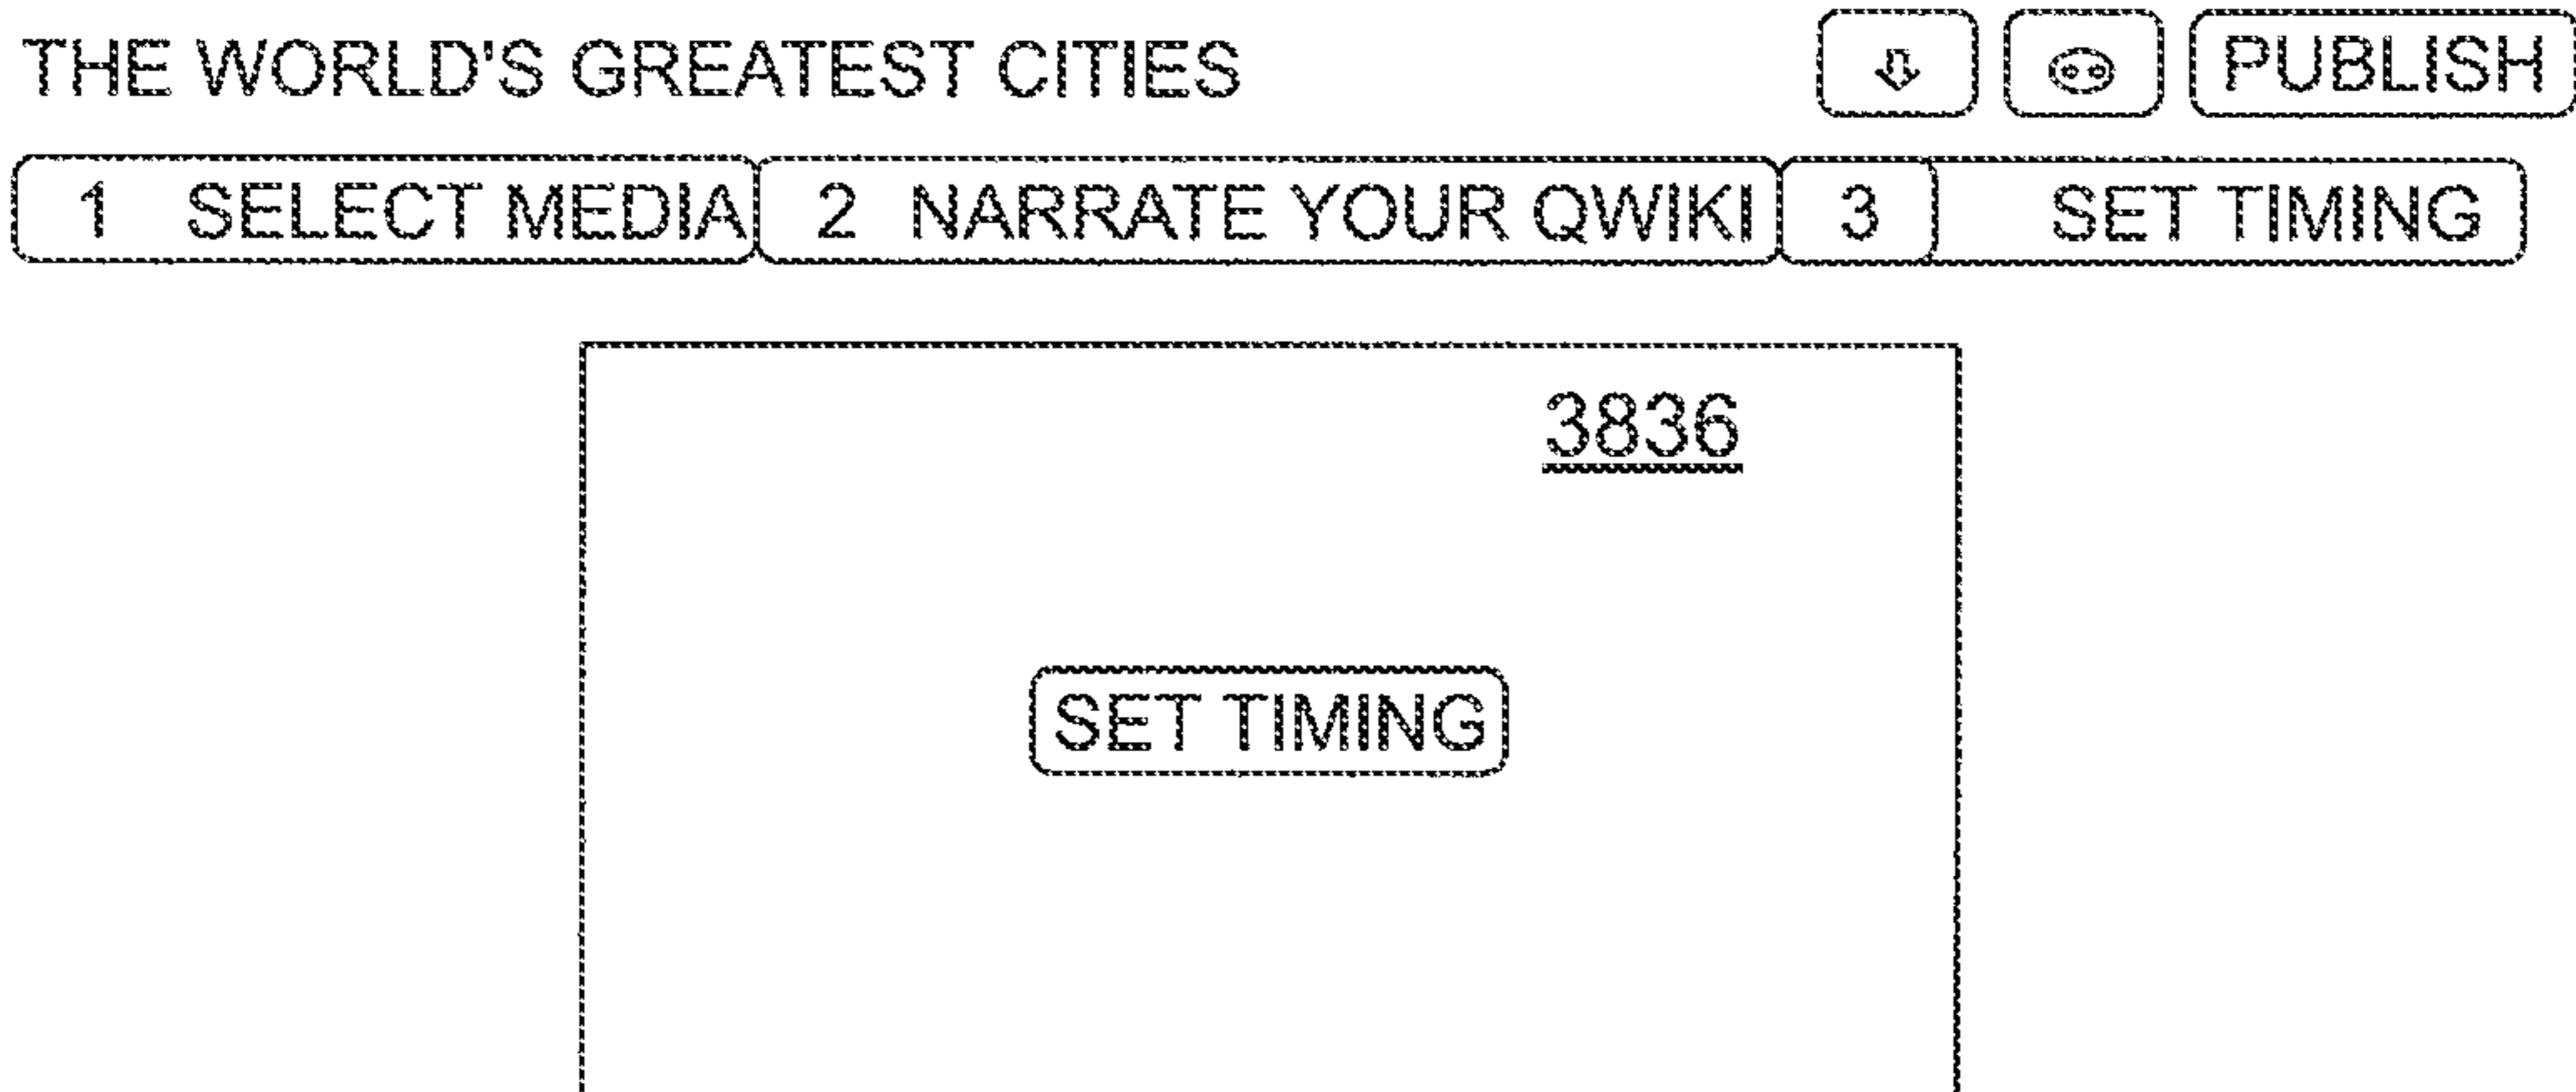 THE WORLD'S GREATEST CITIES PUBLISH
1 SELECT MEDIA 2 NARRATE YOUR QWIKI 3 SET TIMING
3836
SET TIMING